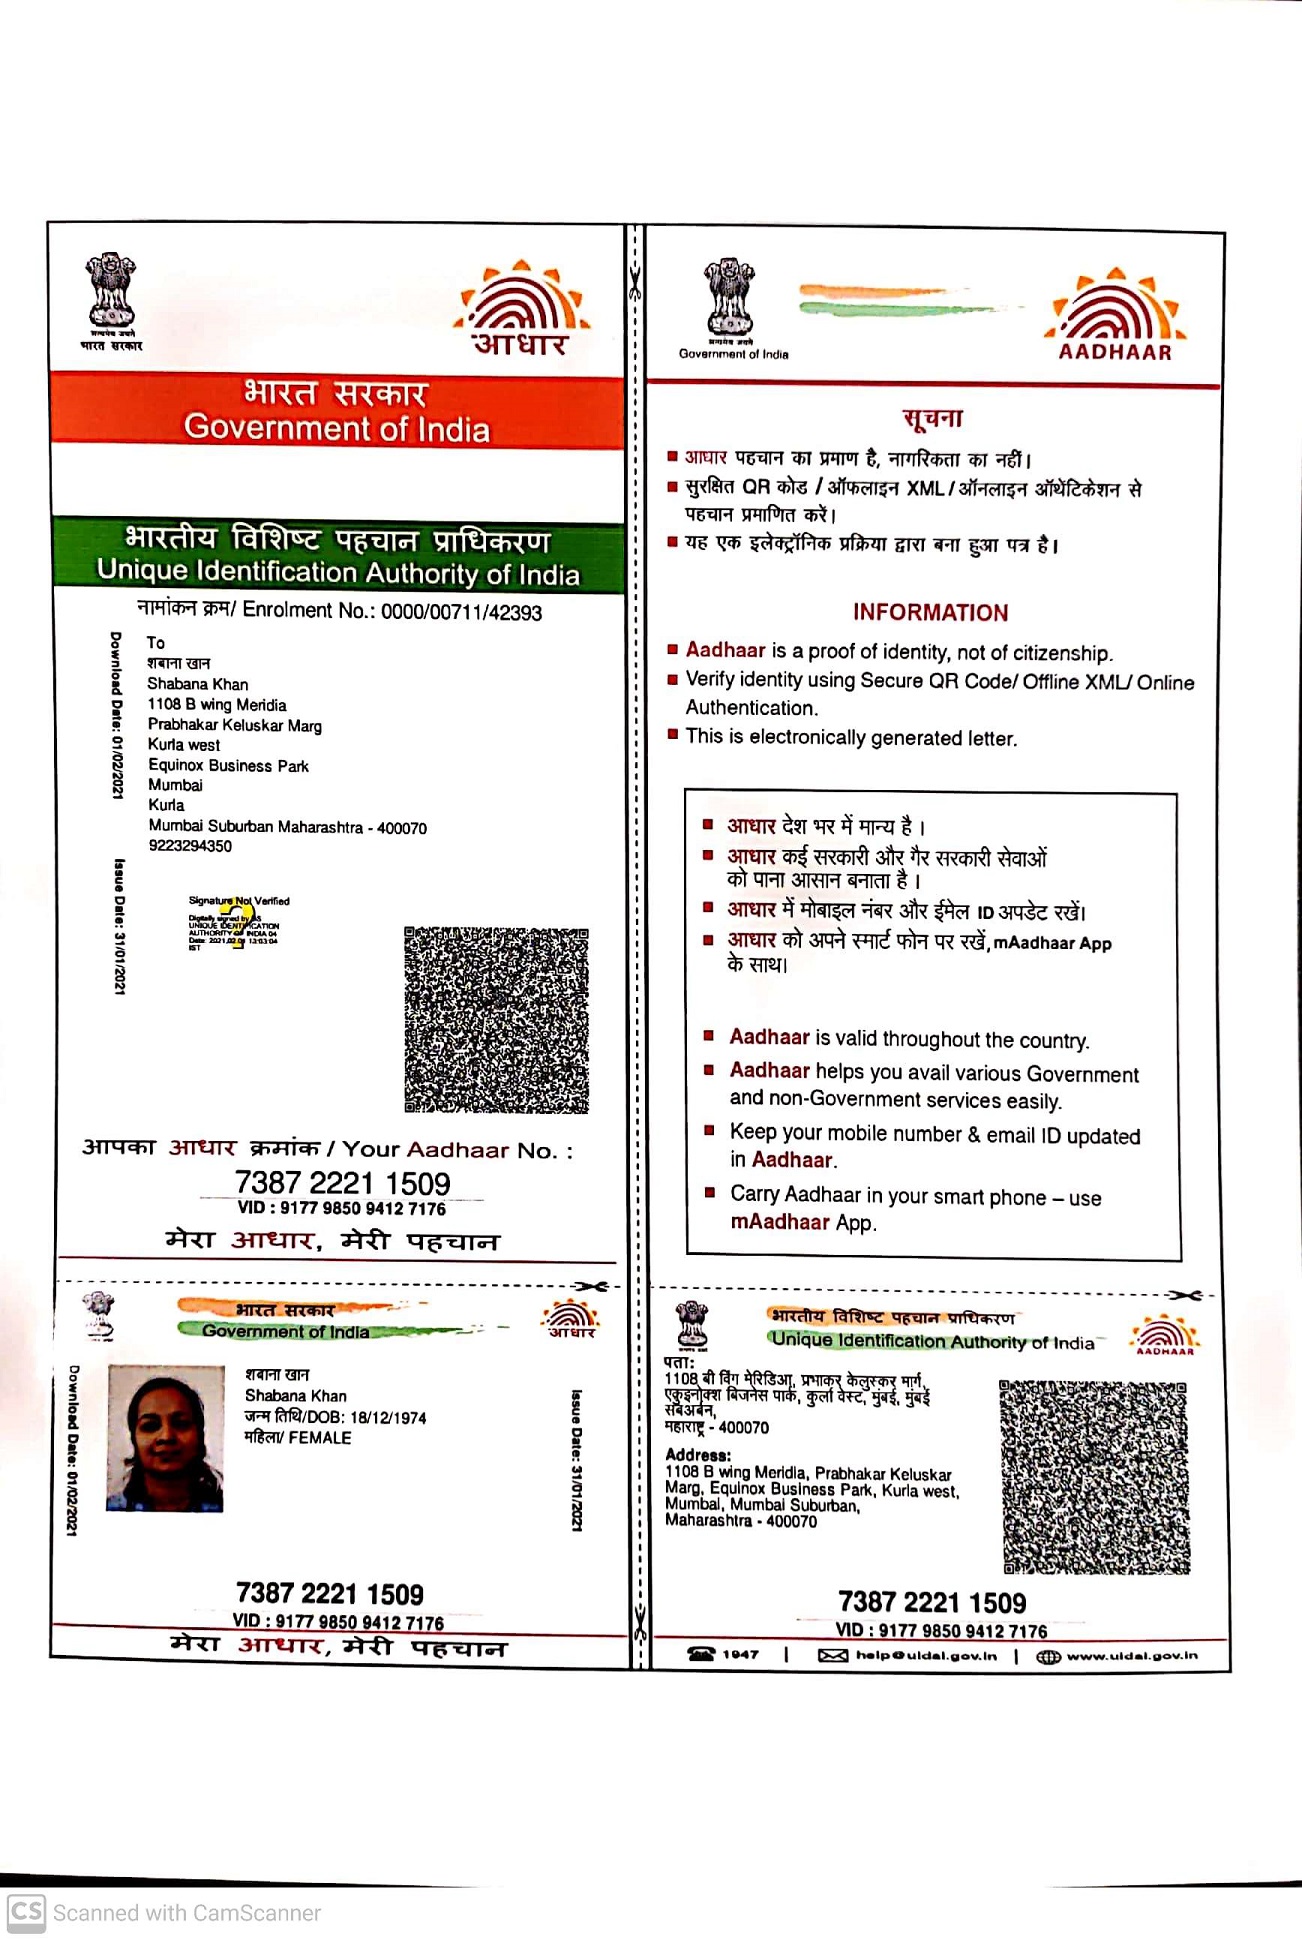 सत्यमेव जयते
भारत सरकार
आधार
भारत सरकार
Government of India
भारतीय विशिष्ट पहचान प्राधिकरण
Unique Identification Authority of India
नामांकन क्रम/ Enrolment No.: 0000/00711/42393
Download Date: 01/02/2021
Issue Date: 31/01/2021
To
शबाना खान
Shabana Khan
1108 B wing Meridia
Prabhakar Keluskar Marg
Kurla west
Equinox Business Park
Mumbai
Kurla
Mumbai Suburban Maharashtra - 400070
9223294350
Signature Not Verified
Digitally signed by DS
UNIQUE IDENTIFICATION
AUTHORITY OF INDIA 04
13:03:04
IST
आपका आधार क्रमांक / Your Aadhaar No. :
7387 2221 1509
VID : 9177 9850 9412 7176
मेरा आधार, मेरी पहचान
भारत सरकार
Government of India
आधार
Download Date: 01/02/2021
शबाना खान
Shabana Khan
जन्म तिथि/DOB: 18/12/1974
महिला/ FEMALE
Issue Date: 31/01/2021
7387 2221 1509
VID : 9177 9850 9412 7176
मेरा आधार, मेरी पहचान
सत्यमेव जयते
Government of India
AADHAAR
सूचना
आधार पहचान का प्रमाण है, नागरिकता का नहीं।
सुरक्षित QR कोड / ऑफलाइन XML / ऑनलाइन ऑथेंटिकेशन से
पहचान प्रमाणित करें।
यह एक इलेक्ट्रॉनिक प्रक्रिया द्वारा बना हुआ पत्र है।
INFORMATION
Aadhaar is a proof of identity, not of citizenship.
Verify identity using Secure QR Code/ Offline XML/ Online
Authentication.
This is electronically generated letter.
आधार देश भर में मान्य है ।
आधार कई सरकारी और गैर सरकारी सेवाओं
को पाना आसान बनाता है ।
आधार में मोबाइल नंबर और ईमेल ID अपडेट रखें।
आधार को अपने स्मार्ट फोन पर रखें, mAadhaar App
के साथ।
Aadhaar is valid throughout the country.
Aadhaar helps you avail various Government
and non-Government services easily.
Keep your mobile number & email ID updated
in Aadhaar.
Carry Aadhaar in your smart phone – use
mAadhaar App.
भारतीय विशिष्ट पहचान प्राधिकरण
Unique Identification Authority of India
AADHAAR
पता:
1108 बी विंग मेरिडिआ, प्रभाकर केलुस्कर मार्ग,
एकुइनोक्श बिजनेस पार्क, कुर्ला वेस्ट, मुंबई, मुंबई
सबअर्बन,
महाराष्ट्र - 400070
Address:
1108 B wing Meridia, Prabhakar Keluskar
Marg, Equinox Business Park, Kurla west,
Mumbai, Mumbai Suburban,
Maharashtra - 400070
7387 2221 1509
VID : 9177 9850 9412 7176
1947 | help@uidai.gov.in | www.uidai.gov.in
CS Scanned with CamScanner